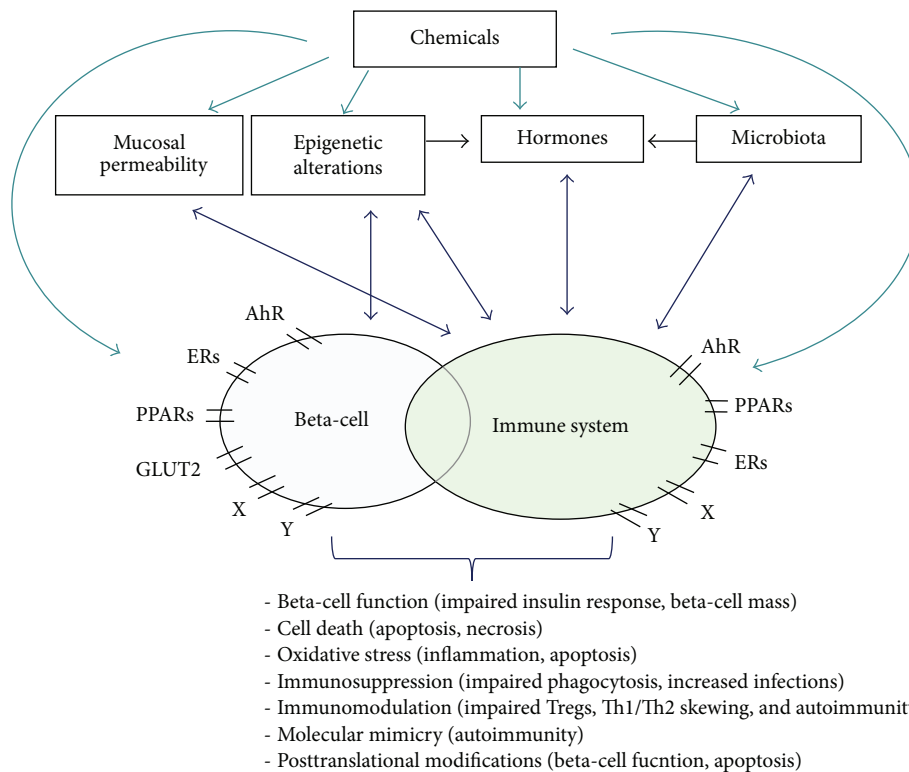 Chemicals
Mucosal
permeability
Epigenetic
alterations
Hormones
Microbiota
AhR
ERs
PPARs
GLUT2
X
Y
Beta-cell
Immune system
AhR
PPARs
ERs
X
Y
- Beta-cell function (impaired insulin response, beta-cell mass)
- Cell death (apoptosis, necrosis)
- Oxidative stress (inflammation, apoptosis)
- Immunosuppression (impaired phagocytosis, increased infections)
- Immunomodulation (impaired Tregs, Th1/Th2 skewing, and autoimmunit
- Molecular mimicry (autoimmunity)
- Posttranslational modifications (beta-cell fucntion, apoptosis)